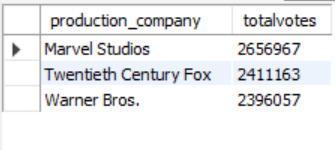 production_company totalvotes
Marvel Studios 2656967
Twentieth Century Fox 2411163
Warner Bros. 2396057